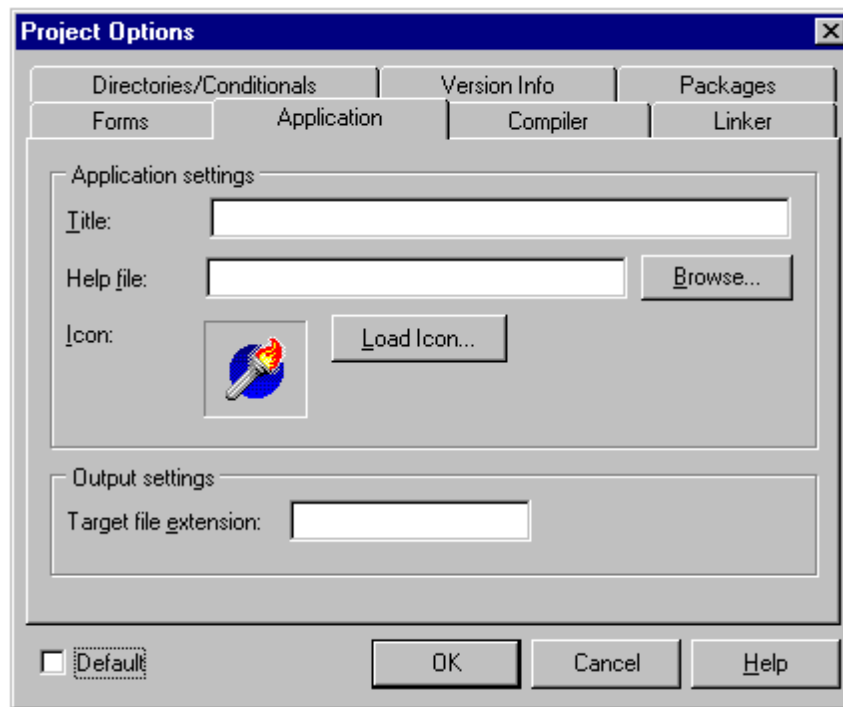 Project Options
Directories/Conditionals Version Info Packages
Forms Application Compiler Linker
Application settings
Title:
Help file: Browse...
Icon: Load Icon...
Output settings
Target file extension:
Default OK Cancel Help